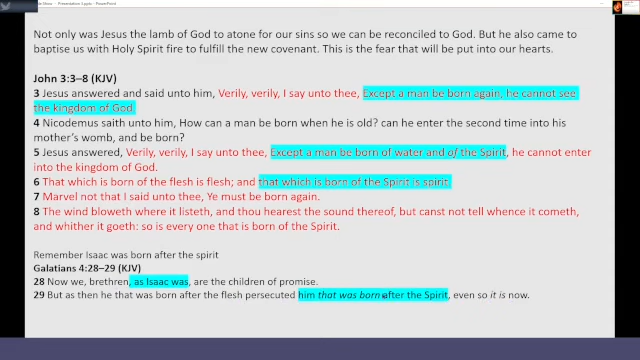 Not only was Jesus the lamb of God to atone for our sins so we can be reconciled to God. But he also came to
baptise us with Holy Spirit fire to fulfill the new covenant. This is the fear that will be put into our hearts.
John 3:3–8 (KJV)
3 Jesus answered and said unto him, Verily, verily, I say unto thee, Except a man be born again, he cannot see
the kingdom of God.
4 Nicodemus saith unto him, How can a man be born when he is old? can he enter the second time into his
mother's womb, and be born?
5 Jesus answered, Verily, verily, I say unto thee, Except a man be born of water and of the Spirit, he cannot enter
into the kingdom of God.
6 That which is born of the flesh is flesh; and that which is born of the Spirit is spirit.
7 Marvel not that I said unto thee, Ye must be born again.
8 The wind bloweth where it listeth, and thou hearest the sound thereof, but canst not tell whence it cometh,
and whither it goeth: so is every one that is born of the Spirit.
Remember Isaac was born after the spirit
Galatians 4:28–29 (KJV)
28 Now we, brethren, as Isaac was, are the children of promise.
29 But as then he that was born after the flesh persecuted him that was born after the Spirit, even so it is now.